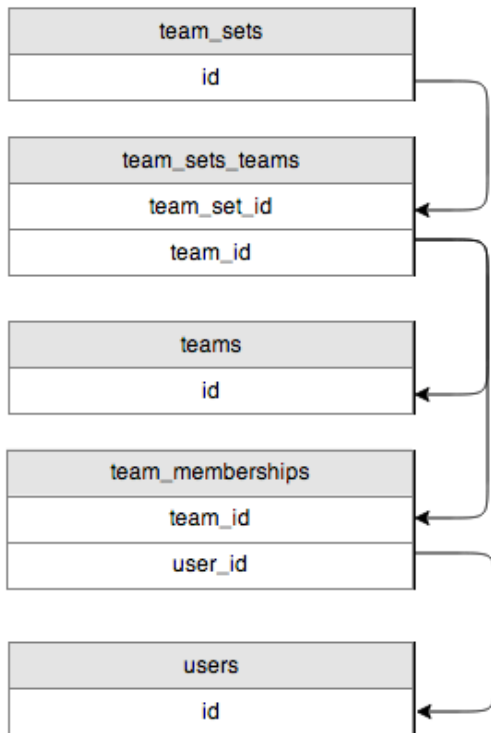 team_sets
id
team_sets_teams
team_set_id
team_id
teams
id
team_memberships
team_id
user_id
users
id